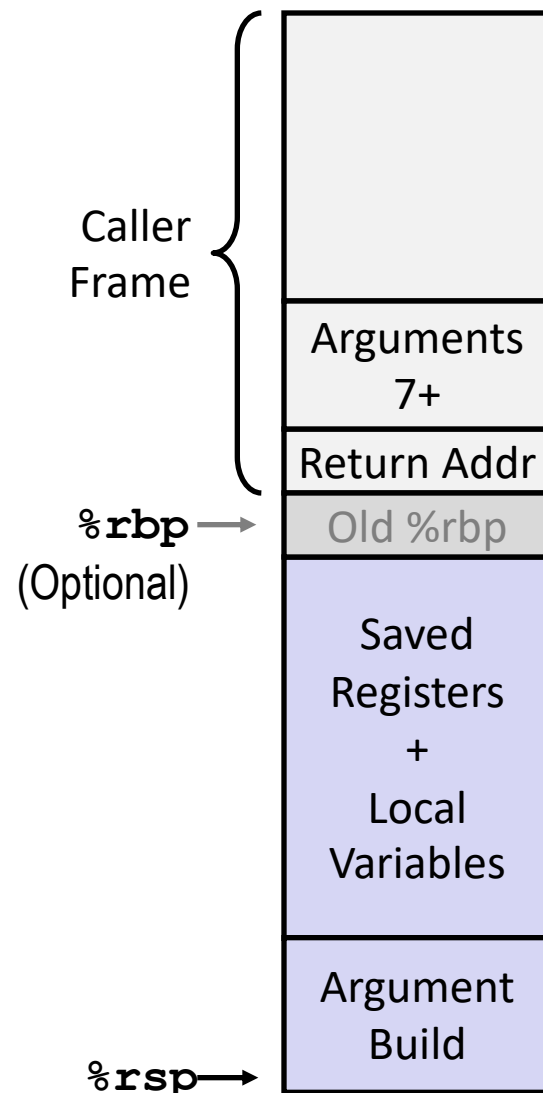 Caller
Frame
Arguments
7+
Return Addr
%rbp
(Optional)
Old %rbp
Saved
Registers
+
Local
Variables
Argument
Build
%rsp